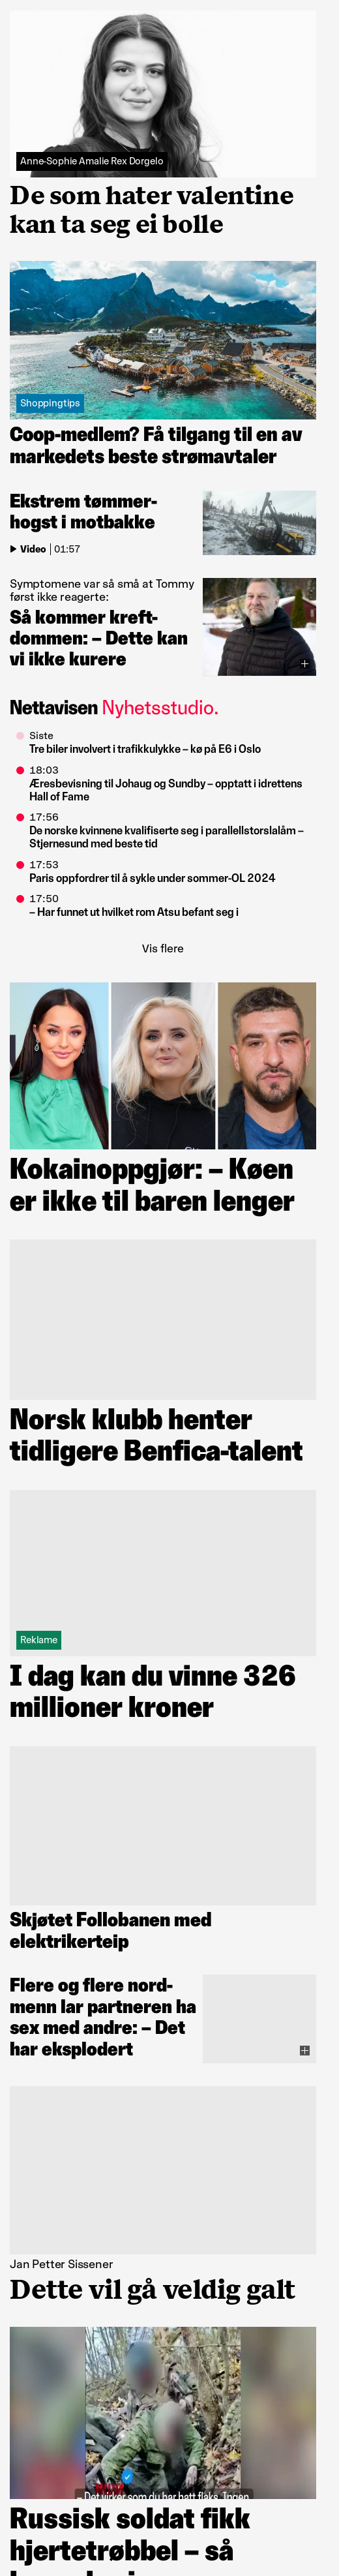 Anne-Sophie Amalie Rex Dorgelo
De som hater valentine
kan ta seg ei bolle
Shoppingtips
Coop-medlem? Få tilgang til en av
markedets beste strømavtaler
Ekstrem tømmer-
hogst i motbakke
Video | 01:57
Symptomene var så små at Tommy
først ikke reagerte:
Så kommer kreft-
dommen: – Dette kan
vi ikke kurere
Nettavisen Nyhetsstudio.
Siste
Tre biler involvert i trafikkulykke – kø på E6 i Oslo
18:03
Æresbevisning til Johaug og Sundby – opptatt i idrettens
Hall of Fame
17:56
De norske kvinnene kvalifiserte seg i parallellstorslalåm –
Stjernesund med beste tid
17:53
Paris oppfordrer til å sykle under sommer-OL 2024
17:50
– Har funnet ut hvilket rom Atsu befant seg i
Vis flere
Kokainoppgjør: – Køen
er ikke til baren lenger
Norsk klubb henter
tidligere Benfica-talent
Reklame
I dag kan du vinne 326
millioner kroner
Skjøtet Follobanen med
elektrikerteip
Flere og flere nord-
menn lar partneren ha
sex med andre: – Det
har eksplodert
Jan Petter Sissener
Dette vil gå veldig galt
– Det virker som du har hatt flaks. Ingen
Russisk soldat fikk
hjertetrøbbel – så